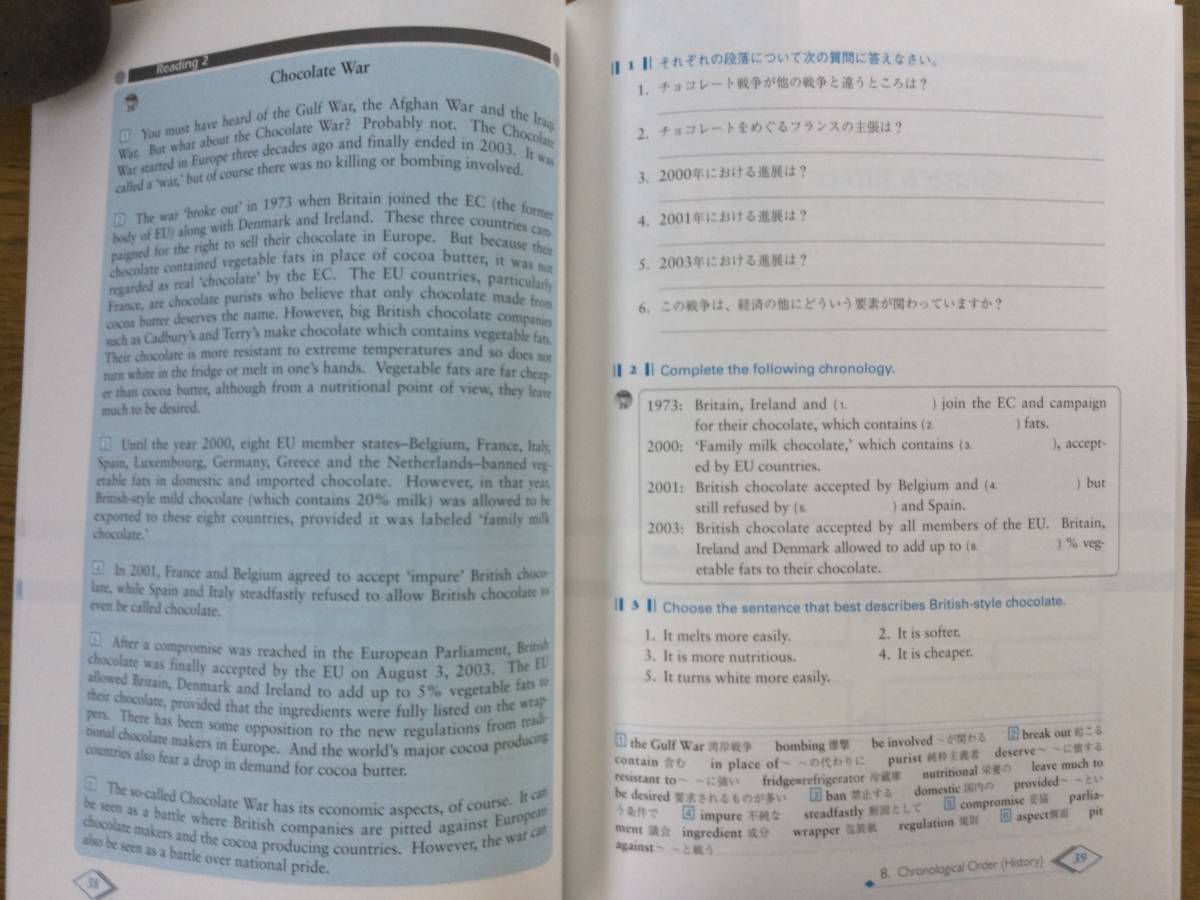 Reading 2
Chocolate War
1 You must have heard of the Gulf War, the Afghan War and the Iraqi
War. But what about the Chocolate War? Probably not. The Chocolate
War started in Europe three decades ago and finally ended in 2003. It was
called a 'war,' but of course there was no killing or bombing involved.
2 The war 'broke out' in 1973 when Britain joined the EC (the former
body of EU) along with Denmark and Ireland. These three countries cam-
paigned for the right to sell their chocolate in Europe. But because their
chocolate contained vegetable fats in place of cocoa butter, it was not
regarded as real 'chocolate' by the EC. The EU countries, particularly
France, are chocolate purists who believe that only chocolate made from
cocoa butter deserves the name. However, big British chocolate companies
such as Cadbury's and Terry's make chocolate which contains vegetable fats.
Their chocolate is more resistant to extreme temperatures and so does not
turn white in the fridge or melt in one's hands. Vegetable fats are far cheap-
er than cocoa butter, although from a nutritional point of view, they leave
much to be desired.
3 Until the year 2000, eight EU member states–Belgium, France, Italy,
Spain, Luxembourg, Germany, Greece and the Netherlands–banned veg-
etable fats in domestic and imported chocolate. However, in that year,
British-style mild chocolate (which contains 20% milk) was allowed to be
exported to these eight countries, provided it was labeled 'family milk
chocolate.'
4 In 2001, France and Belgium agreed to accept 'impure' British choco-
late, while Spain and Italy steadfastly refused to allow British chocolate to
even be called chocolate.
5 After a compromise was reached in the European Parliament, British
chocolate was finally accepted by the EU on August 3, 2003. The EU
allowed Britain, Denmark and Ireland to add up to 5% vegetable fats to
their chocolate, provided that the ingredients were fully listed on the wrap-
pers. There has been some opposition to the new regulations from tradi-
tional chocolate makers in Europe. And the world's major cocoa producing
countries also fear a drop in demand for cocoa butter.
The so-called Chocolate War has its economic aspects, of course. It can
be seen as a battle where British companies are pitted against European
chocolate makers and the cocoa producing countries. However, the war can
also be seen as a battle over national pride.
38
1 それぞれの段落について次の質問に答えなさい。
1. チョコレート戦争が他の戦争と違うところは？
2. チョコレートをめぐるフランスの主張は？
3. 2000年における進展は？
4. 2001年における進展は？
5. 2003年における進展は？
6. この戦争は、経済の他にどういう要素が関わっていますか？
2 Complete the following chronology.
1973: Britain, Ireland and (1. ) join the EC and campaign
for their chocolate, which contains (2. ) fats.
2000: 'Family milk chocolate,' which contains (3. ), accept-
ed by EU countries.
2001: British chocolate accepted by Belgium and (4. ) but
still refused by (5. ) and Spain.
2003: British chocolate accepted by all members of the EU. Britain,
Ireland and Denmark allowed to add up to (6. ) % veg-
etable fats to their chocolate.
3 Choose the sentence that best describes British-style chocolate.
1. It melts more easily. 2. It is softer.
3. It is more nutritious. 4. It is cheaper.
5. It turns white more easily.
1 the Gulf War 湾岸戦争 bombing 爆撃 be involved ～が関わる 2 break out 起こる
contain 含む in place of～ ～の代わりに purist 純粋主義者 deserve～ ～に値する
resistant to～ ～に強い fridge=refrigerator 冷蔵庫 nutritional 栄養の leave much to
be desired 要求されるものが多い 3 ban 禁止する domestic 国内の provided～ ～とい
う条件で 4 impure 不純な steadfastly 断固として 5 compromise 妥協 parlia-
ment 議会 ingredient 成分 wrapper 包装紙 regulation 規則 6 aspect 側面 pit
against～ ～と戦う
8. Chronological Order (History)
39